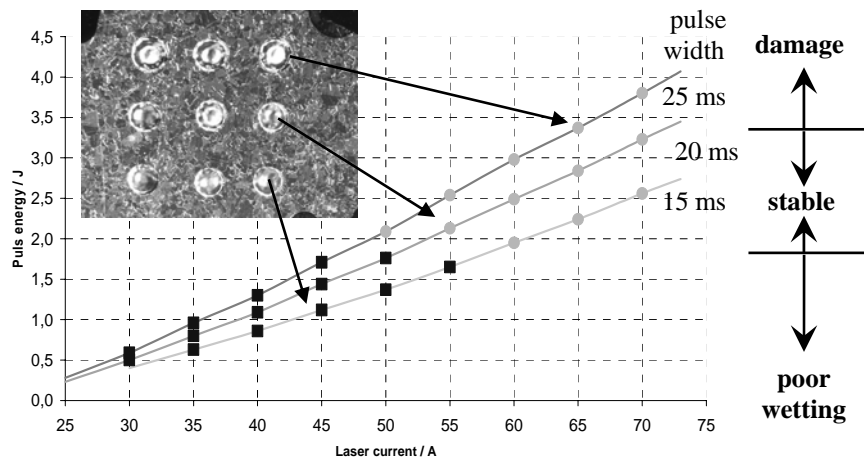 pulse
width
damage
25 ms
20 ms
15 ms
stable
poor
wetting
Puls energy / J
4,5
4,0
3,5
3,0
2,5
2,0
1,5
1,0
0,5
0,0
25 30 35 40 45 50 55 60 65 70 75
Laser current / A